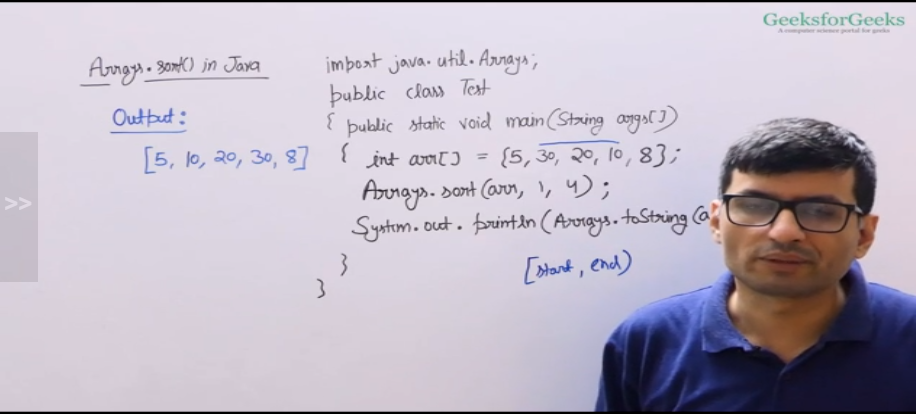 GeeksforGeeks
A computer science portal for geeks
Arrays.sort() in Java
Output:
[5, 10, 20, 30, 8]
import java.util.Arrays;
public class Test
{ public static void main(String args[])
{ int arr[] = {5, 30, 20, 10, 8};
Arrays.sort(arr, 1, 4);
System.out.println(Arrays.toString(a
}
[start, end)
}
>>